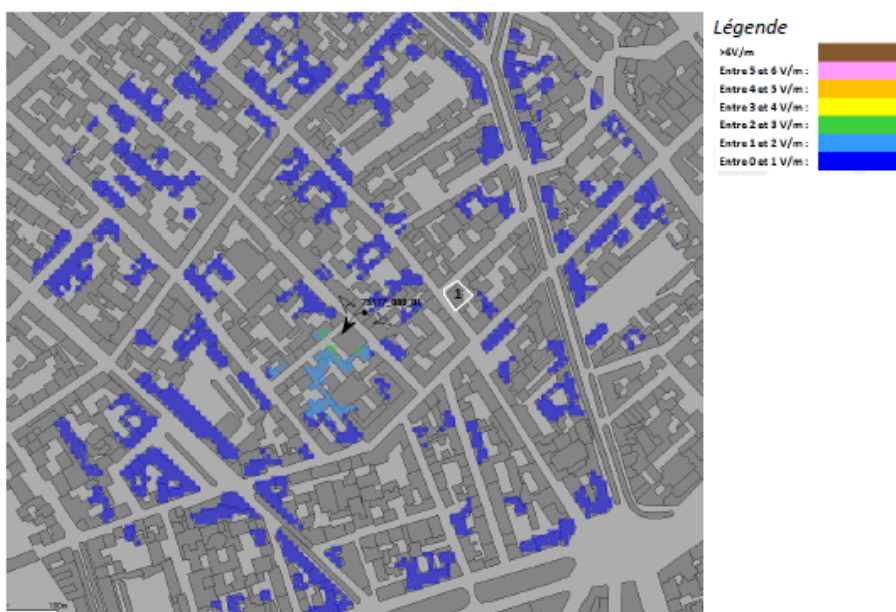 Légende
>6V/m
Entre 5 et 6 V/m :
Entre 4 et 5 V/m :
Entre 3 et 4 V/m :
Entre 2 et 3 V/m :
Entre 1 et 2 V/m :
Entre 0 et 1 V/m :
1
100m